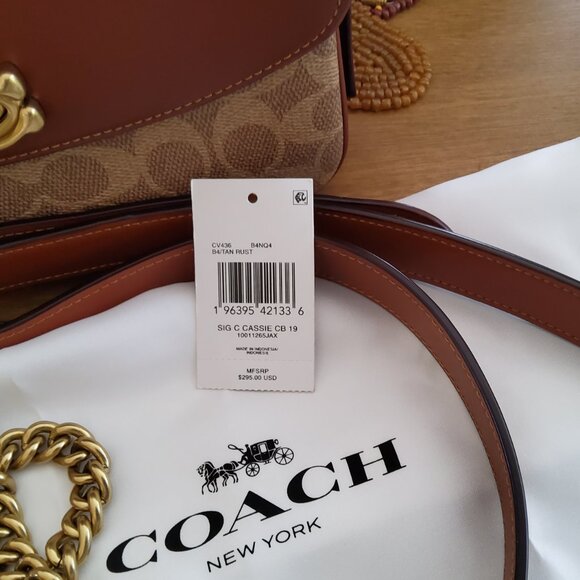 CV436 B4NQ4
B4/TAN RUST
1 96395 42133 6
SIG C CASSIE CB 19
10011265JAX
MADE IN INDONESIA/
INDONESIE
MFSRP
$295.00 USD
COACH
NEW YORK